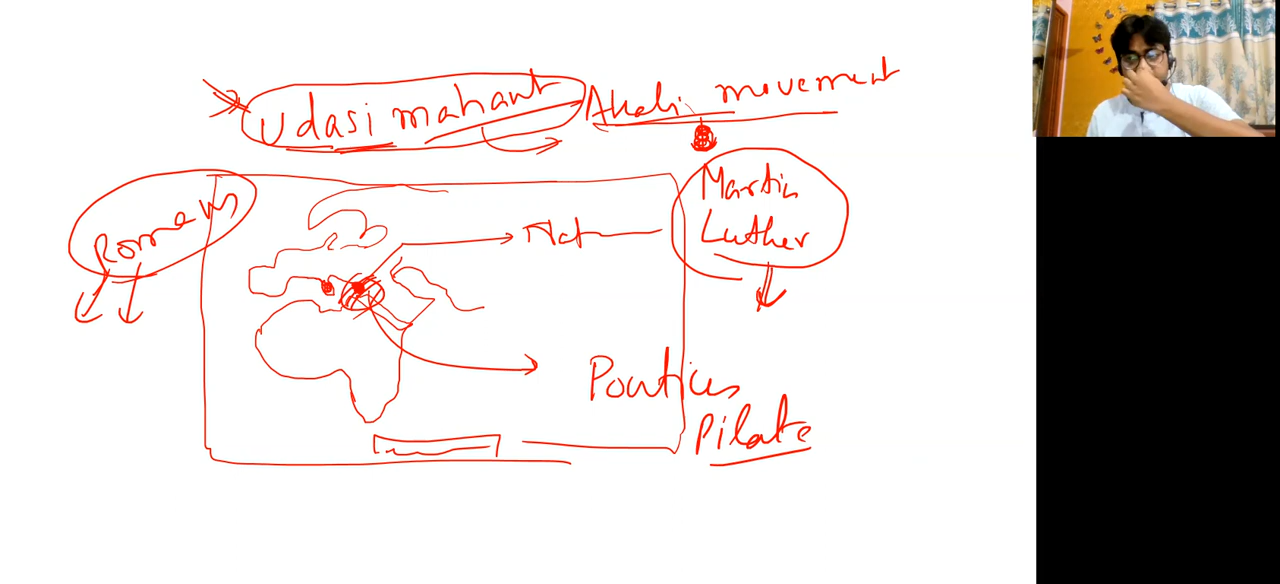 Udasi mahant Akali movement
Romans
Martin
Luther
Pontius
Pilate